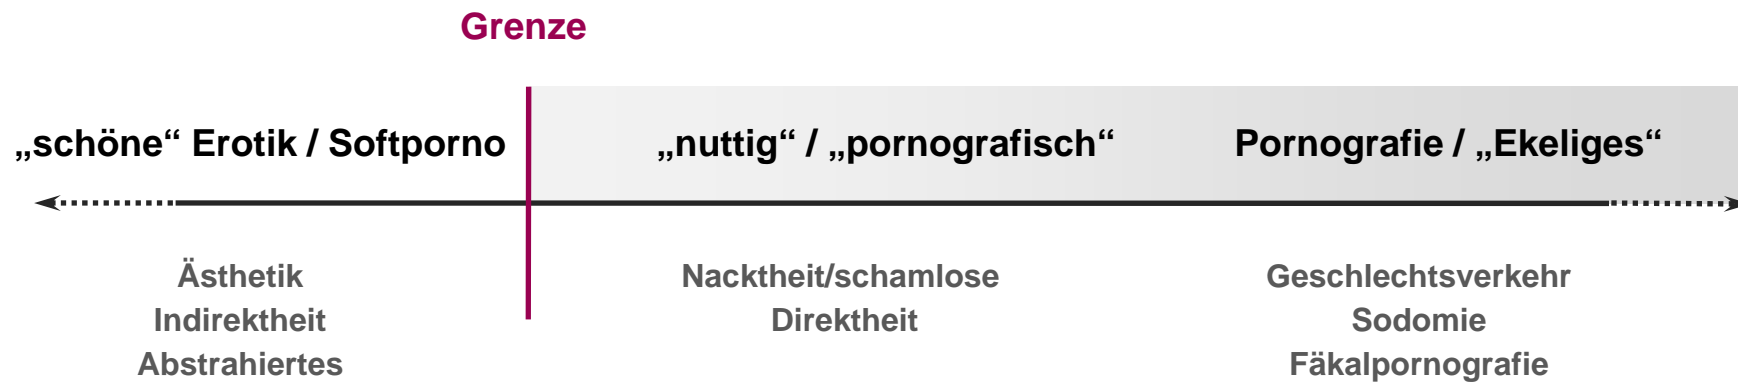 Grenze
„schöne“ Erotik / Softporno
„nuttig“ / „pornografisch“
Pornografie / „Ekeliges“
Ästhetik
Indirektheit
Abstrahiertes
Nacktheit/schamlose
Direktheit
Geschlechtsverkehr
Sodomie
Fäkalpornografie